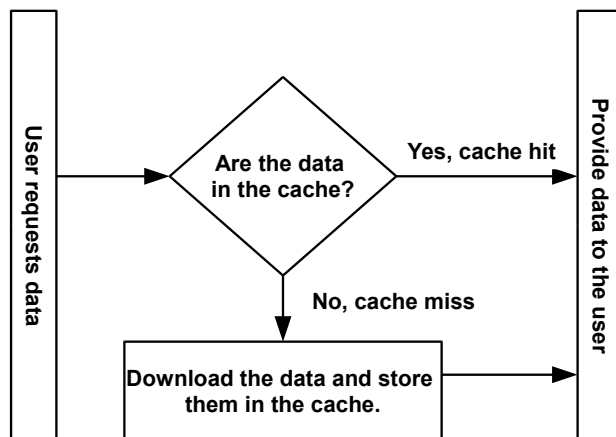 User requests data
Are the data
in the cache?
Yes, cache hit
No, cache miss
Download the data and store
them in the cache.
Provide data to the user